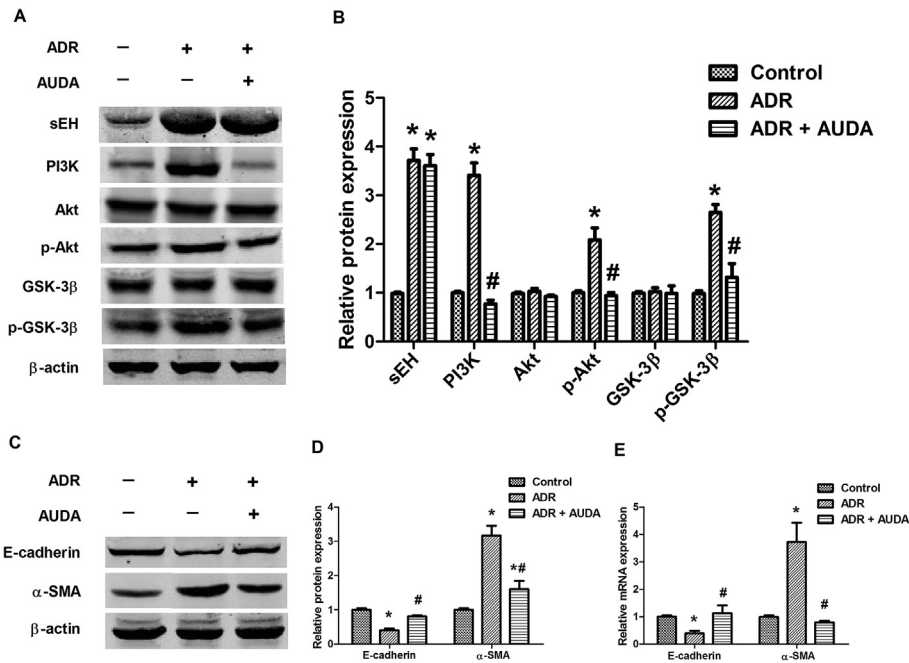 A
ADR − + +
AUDA − − +
sEH
PI3K
Akt
p-Akt
GSK-3β
p-GSK-3β
β-actin
B
Control
ADR
ADR + AUDA
Relative protein expression
5
4
3
2
1
0
* * * # * # * #
sEH PI3K Akt p-Akt GSK-3β p-GSK-3β
C
ADR − + +
AUDA − − +
E-cadherin
α-SMA
β-actin
D
Control
ADR
ADR + AUDA
Relative protein expression
4
3
2
1
0
* # * *#
E-cadherin α-SMA
E
Control
ADR
ADR + AUDA
Relative mRNA expression
5
4
3
2
1
0
* # * #
E-cadherin α-SMA